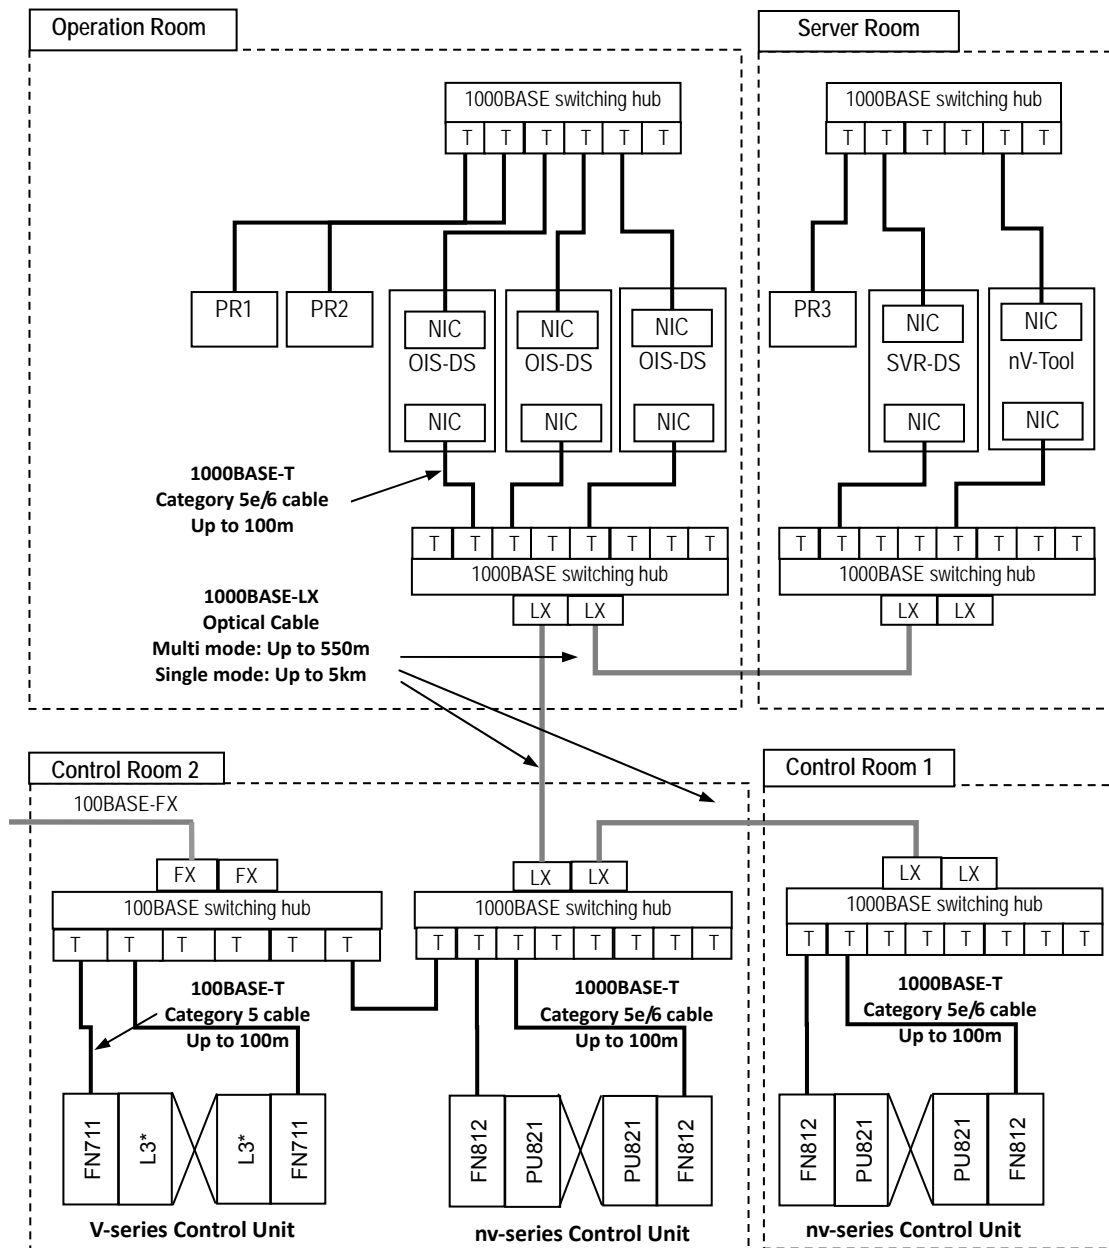 Operation Room
Server Room
1000BASE switching hub
T T T T T T
1000BASE switching hub
T T T T T T
PR1
PR2
NIC
OIS-DS
NIC
NIC
OIS-DS
NIC
NIC
OIS-DS
NIC
PR3
NIC
SVR-DS
NIC
NIC
nV-Tool
NIC
1000BASE-T
Category 5e/6 cable
Up to 100m
T T T T T T T T
1000BASE switching hub
LX LX
T T T T T T T T
1000BASE switching hub
LX LX
1000BASE-LX
Optical Cable
Multi mode: Up to 550m
Single mode: Up to 5km
Control Room 2
Control Room 1
100BASE-FX
FX FX
100BASE switching hub
T T T T T T
LX LX
1000BASE switching hub
T T T T T T T T
LX LX
1000BASE switching hub
T T T T T T T T
100BASE-T
Category 5 cable
Up to 100m
1000BASE-T
Category 5e/6 cable
Up to 100m
1000BASE-T
Category 5e/6 cable
Up to 100m
FN711
L3*
L3*
FN711
FN812
PU821
PU821
FN812
FN812
PU821
PU821
FN812
V-series Control Unit
nv-series Control Unit
nv-series Control Unit